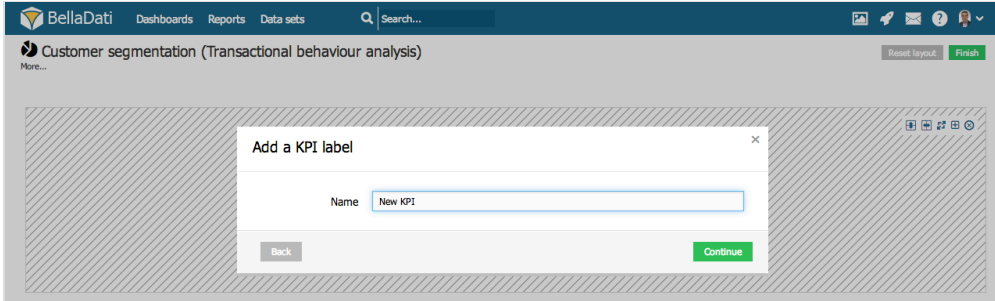 BellaDati Dashboards Reports Data sets Search...
Customer segmentation (Transactional behaviour analysis) Reset layout Finish
More...
Add a KPI label ×
Name New KPI
Back Continue